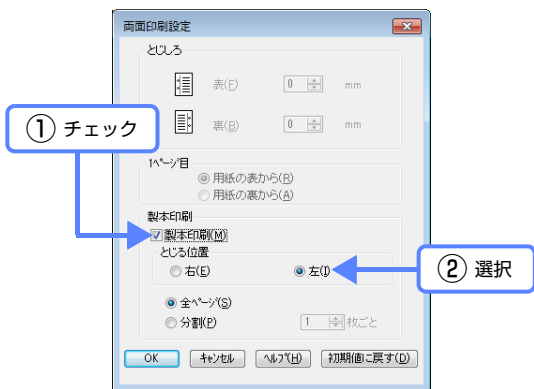 両面印刷設定
とじしろ
表(F) 0 mm
① チェック
裏(B) 0 mm
1ページ目
用紙の表から(R)
用紙の裏から(A)
製本印刷
製本印刷(M)
とじる位置
右(E) 左(I)
② 選択
全ページ(S)
分割(P) 1 枚ごと
OK キャンセル ヘルプ(H) 初期値に戻す(D)